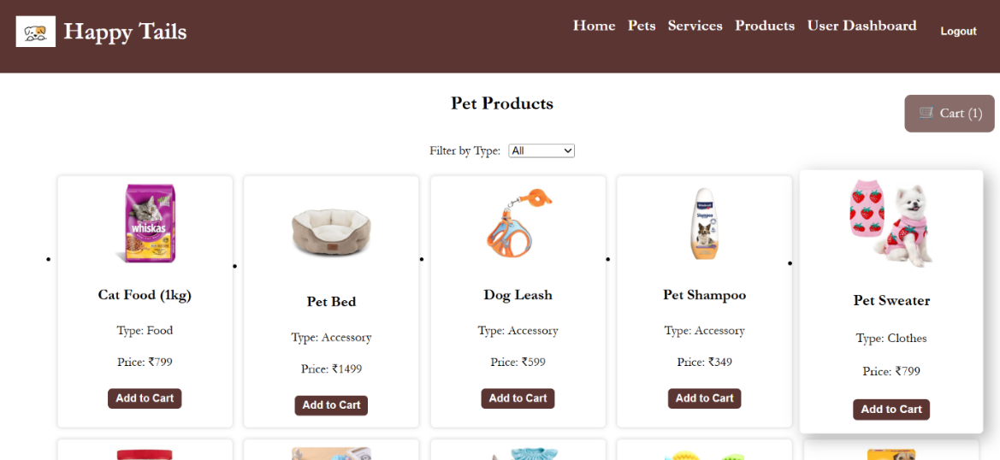 Happy Tails
Home Pets Services Products User Dashboard Logout
Pet Products
Cart (1)
Filter by Type: All
whiskas
Shampoo
Cat Food (1kg)
Type: Food
Price: ₹799
Add to Cart
Pet Bed
Type: Accessory
Price: ₹1499
Add to Cart
Dog Leash
Type: Accessory
Price: ₹599
Add to Cart
Pet Shampoo
Type: Accessory
Price: ₹349
Add to Cart
Pet Sweater
Type: Clothes
Price: ₹799
Add to Cart